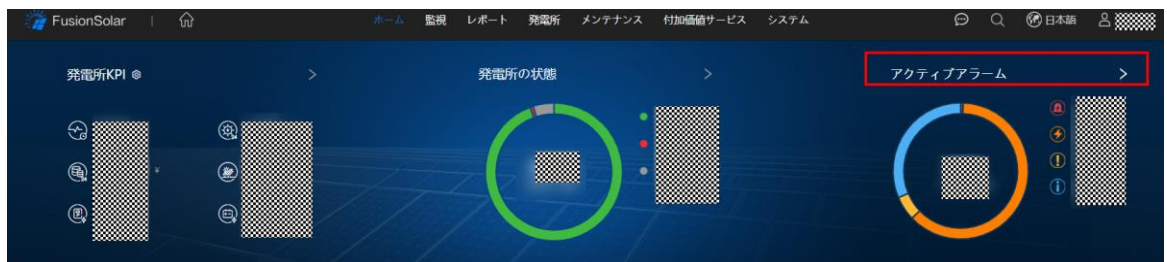 FusionSolar ホーム 監視 レポート 発電所 メンテナンス 付加価値サービス システム 日本語
発電所KPI
発電所の状態
アクティブアラーム
¥